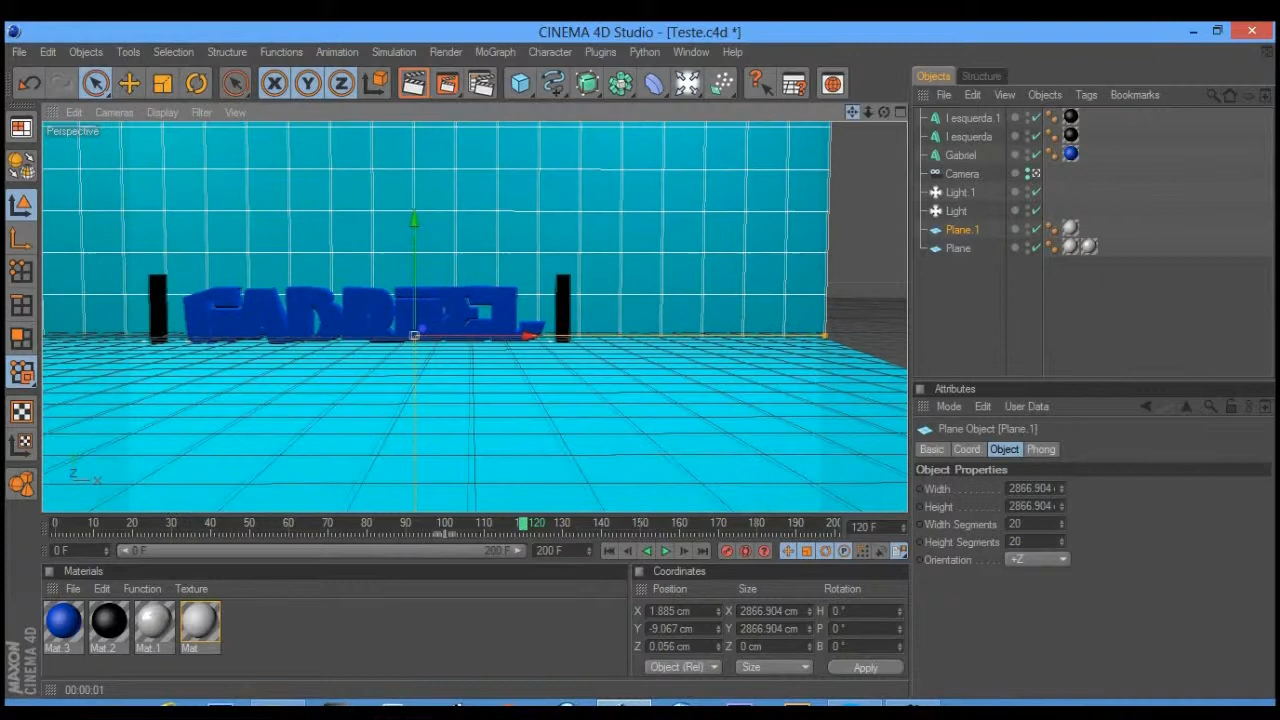 CINEMA 4D Studio - [Teste.c4d *]
File Edit Objects Tools Selection Structure Functions Animation Simulation Render MoGraph Character Plugins Python Window Help
X Y Z
Objects Structure
File Edit View Objects Tags Bookmarks
Edit Cameras Display Filter View
Perspective
I esquerda.1
I esquerda
Gabriel
Camera
Light.1
Light
Plane.1
Plane
GABRIEL.
Z X
Attributes
Mode Edit User Data
Plane Object [Plane.1]
Basic Coord Object Phong
Object Properties
Width 2866.904
Height 2866.904
Width Segments 20
Height Segments 20
Orientation +Z
0 10 20 30 40 50 60 70 80 90 100 110 120 130 140 150 160 170 180 190 200
120 F
0 F 0 F 200 F 200 F
Materials
File Edit Function Texture
Mat.3 Mat.2 Mat.1 Mat
Coordinates
Position Size Rotation
X 1.885 cm X 2866.904 cm H 0 °
Y -9.067 cm Y 2866.904 cm P 0 °
Z 0.056 cm Z 0 cm B 0 °
Object (Rel) Size Apply
MAXON
CINEMA 4D
00:00:01